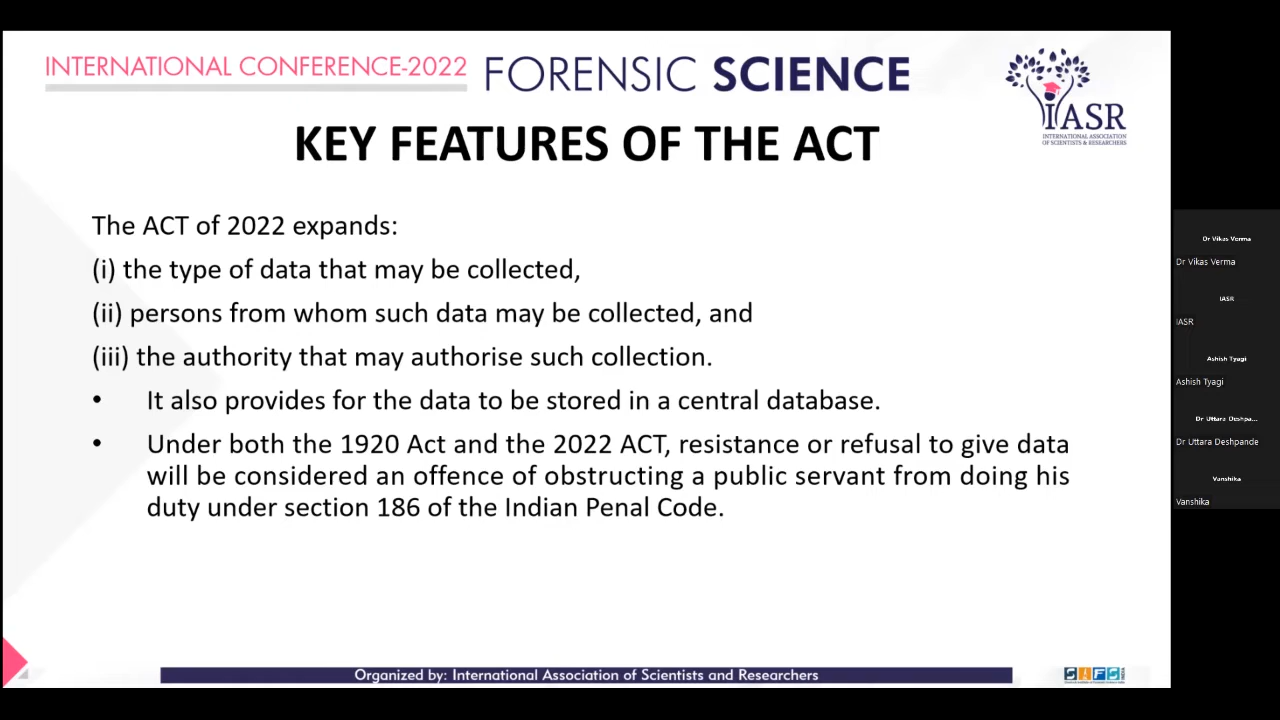 INTERNATIONAL CONFERENCE-2022 FORENSIC SCIENCE
IASR
INTERNATIONAL ASSOCIATION
OF SCIENTISTS & RESEARCHERS
KEY FEATURES OF THE ACT
The ACT of 2022 expands:
(i) the type of data that may be collected,
(ii) persons from whom such data may be collected, and
(iii) the authority that may authorise such collection.
• It also provides for the data to be stored in a central database.
• Under both the 1920 Act and the 2022 ACT, resistance or refusal to give data
will be considered an offence of obstructing a public servant from doing his
duty under section 186 of the Indian Penal Code.
Organized by: International Association of Scientists and Researchers
SIFS
Dr Vikas Verma
Dr Vikas Verma
IASR
IASR
Ashish Tyagi
Ashish Tyagi
Dr Uttara Deshpa...
Dr Uttara Deshpande
Vanshika
Vanshika